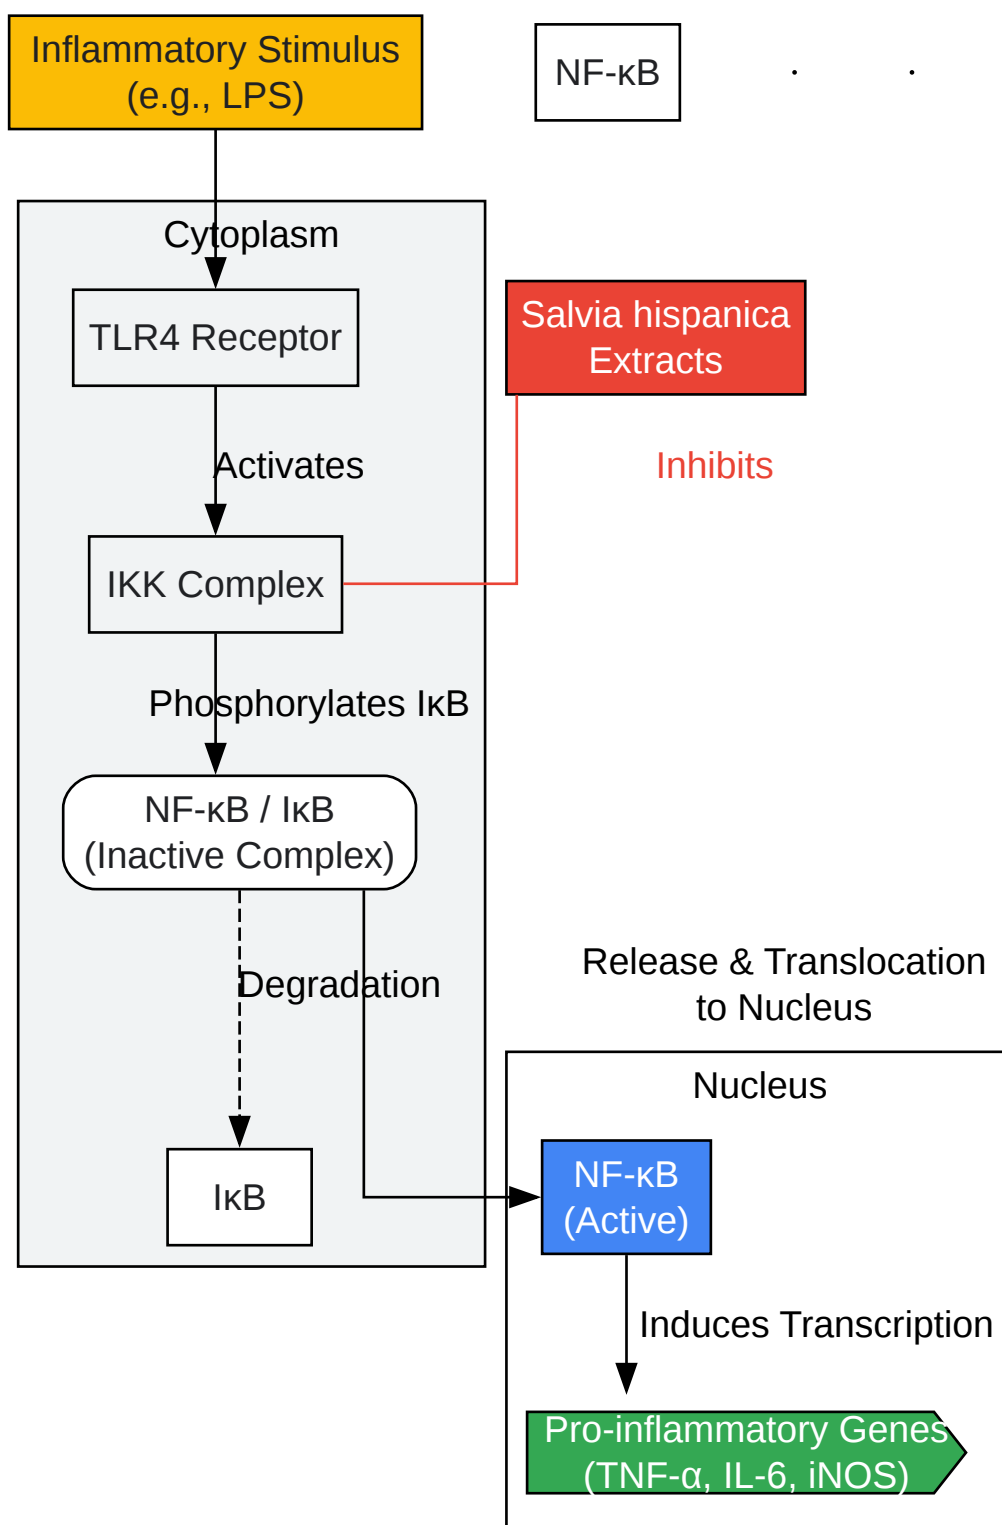 Inflammatory Stimulus
(e.g., LPS)
NF-κB
Cytoplasm
TLR4 Receptor
Salvia hispanica
Extracts
Activates
Inhibits
IKK Complex
Phosphorylates IκB
NF-κB / IκB
(Inactive Complex)
Degradation
Release & Translocation
to Nucleus
Nucleus
IκB
NF-κB
(Active)
Induces Transcription
Pro-inflammatory Genes
(TNF-α, IL-6, iNOS)